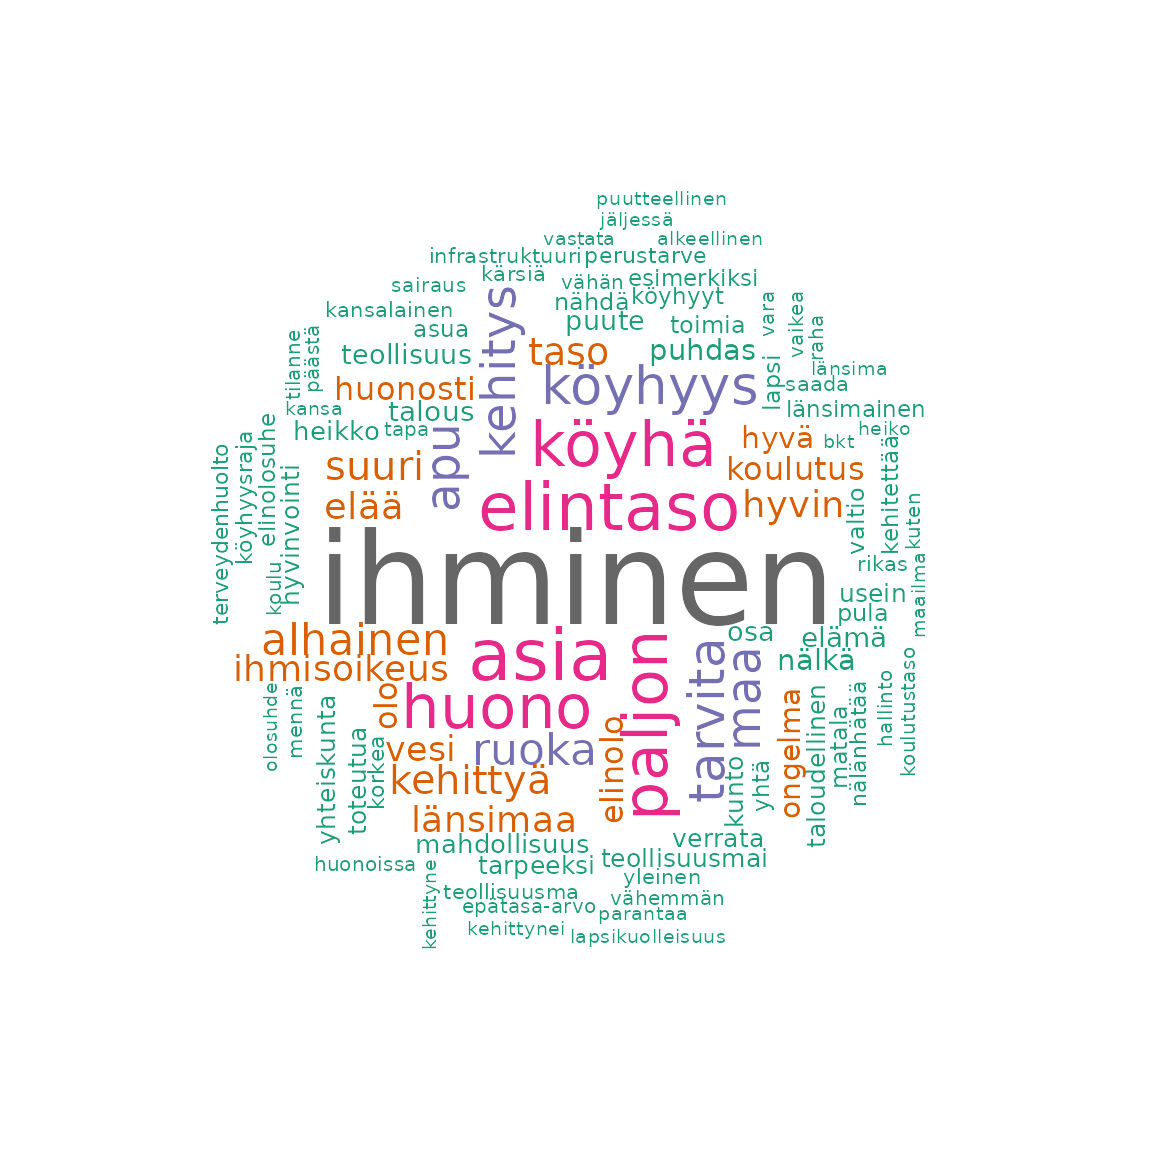 puutteellinen
jäljessä
vastata
alkeellinen
infrastruktuuri
perustarve
kärsiä
vähän
esimerkiksi
sairaus
kehitys
nähdä
köyhyyt
vara
vaikea
kansalainen
asua
puute
toimia
raha
tilanne
päästä
teollisuus
taso
puhdas
lapsi
länsima
huonosti
köyhyys
saada
kansa
talous
länsimainen
heikko
tapa
apu
köyhä
hyvä
bkt
heiko
terveydenhuolto
köyhyysraja
elinolosuhe
hyvinvointi
suuri
koulutus
kehitettää
elää
elintaso
hyvin
valtio
kuten
koulu
ihminen
rikas
maailma
usein
pula
alhainen
asia
paljon
osa
elämä
ihmisoikeus
tarvita
maa
nälkä
olosuhde
mennä
yhteiskunta
olo
huono
ongelma
taloudellinen
matala
nälänhätää
hallinto
koulutustaso
toteutua
korkea
vesi
ruoka
elinolo
kunto
yhtä
kehittyä
länsimaa
mahdollisuus
verrata
huonoissa
tarpeeksi
teollisuusmai
kehittyne
teollisuusma
yleinen
epätasa-arvo
vähemmän
parantaa
kehittynei
lapsikuolleisuus